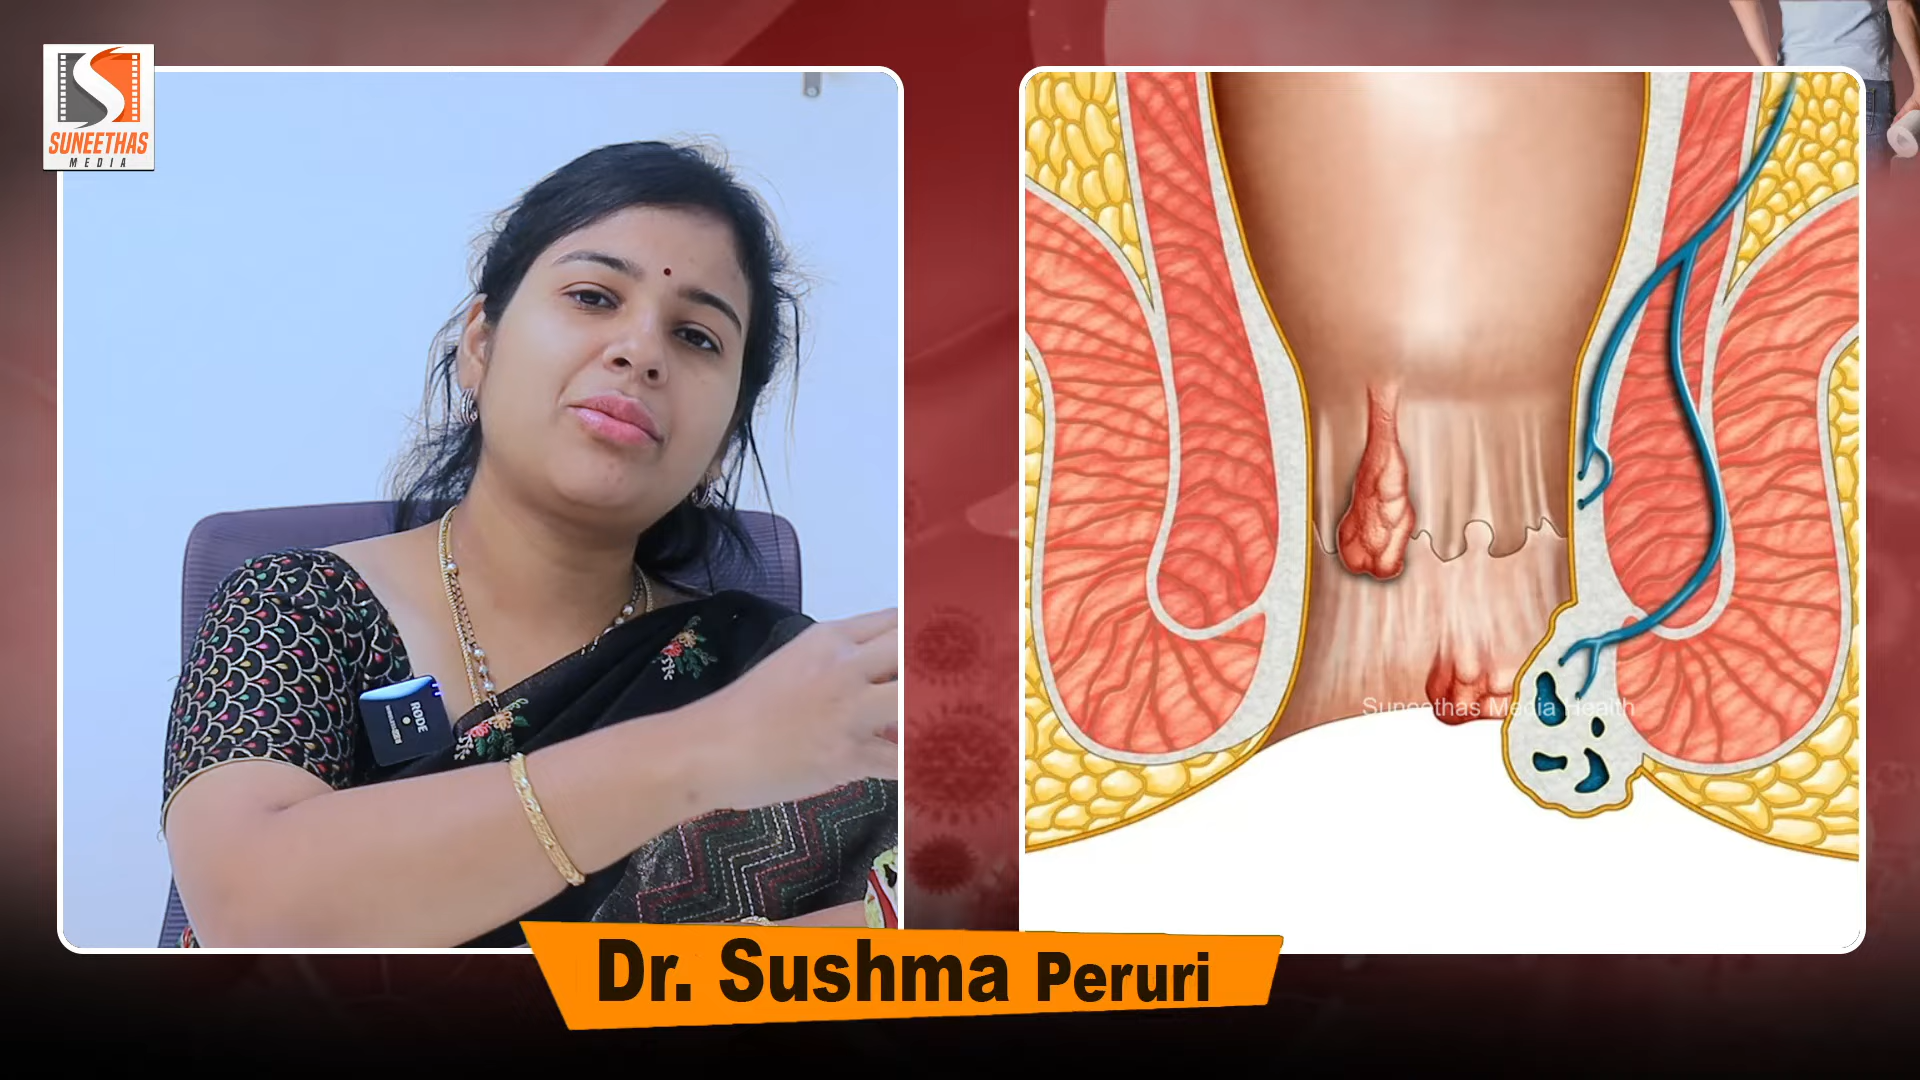 SUNEETHAS
MEDIA
RODE
Suneethas Media Health
Dr. Sushma Peruri